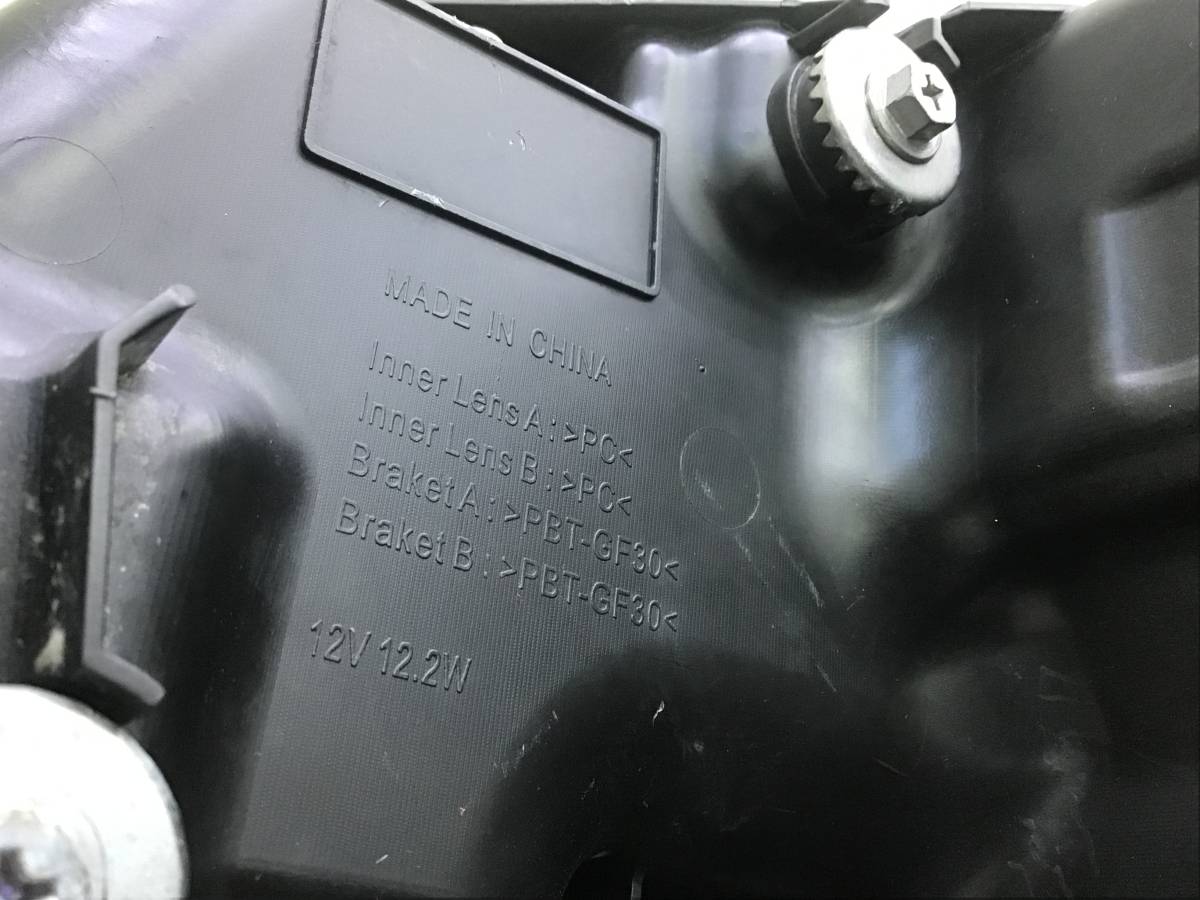 MADE IN CHINA
Inner Lens A : >PC<
Inner Lens B : >PC<
Braket A : >PBT-GF30<
Braket B : >PBT-GF30<
12V 12.2W